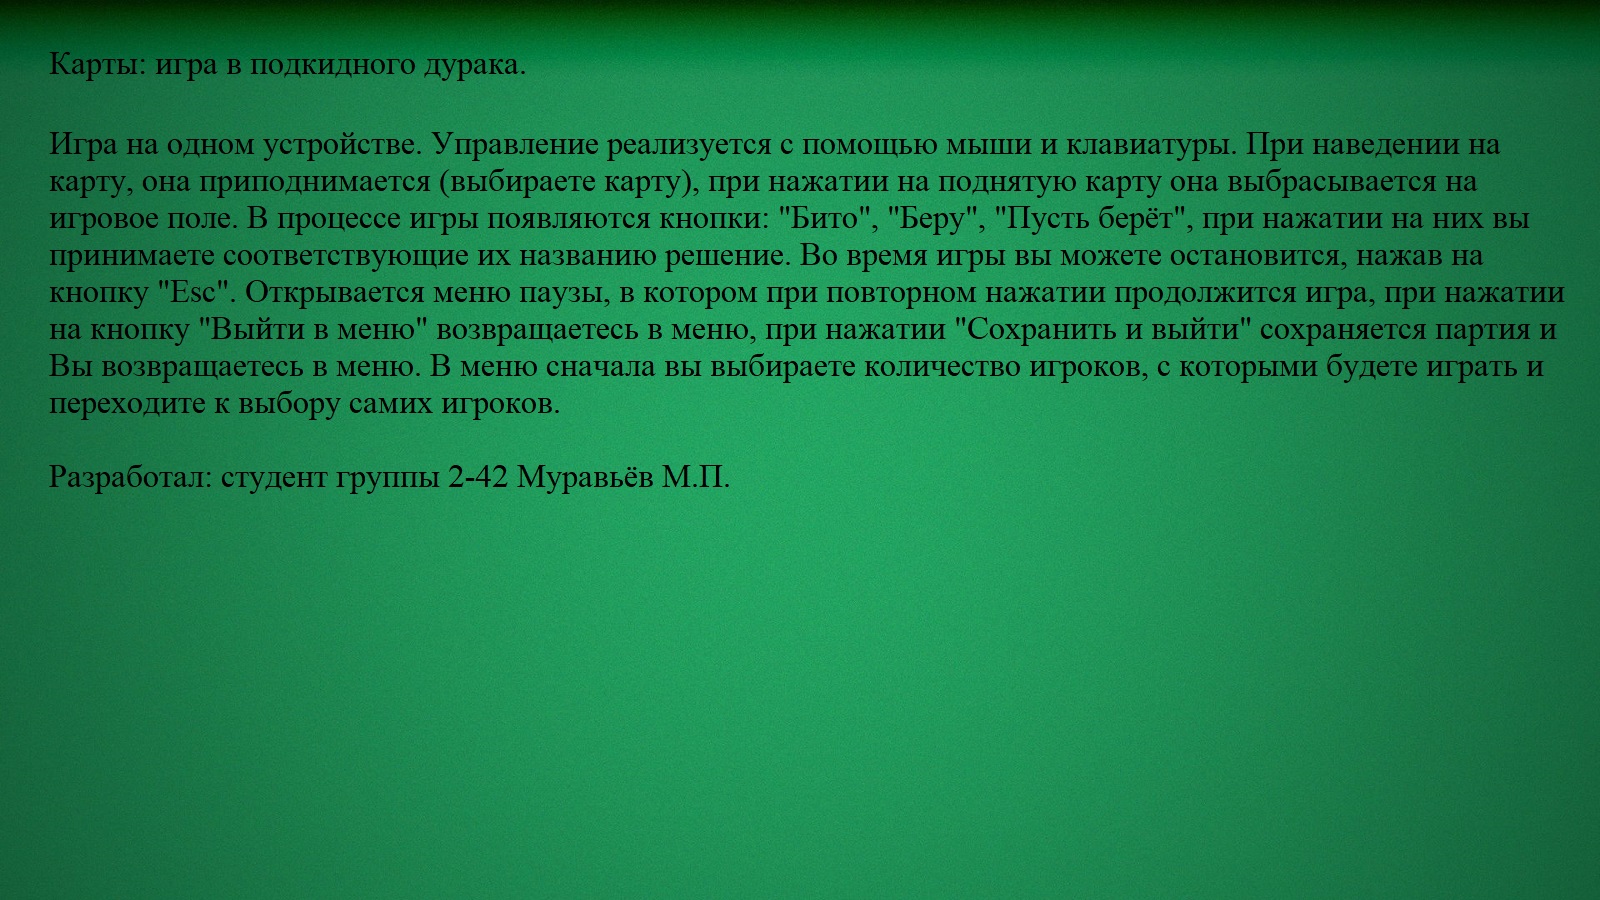 Карты: игра в подкидного дурака.
Игра на одном устройстве. Управление реализуется с помощью мыши и клавиатуры. При наведении на
карту, она приподнимается (выбираете карту), при нажатии на поднятую карту она выбрасывается на
игровое поле. В процессе игры появляются кнопки: "Бито", "Беру", "Пусть берёт", при нажатии на них вы
принимаете соответствующие их названию решение. Во время игры вы можете остановится, нажав на
кнопку "Esc". Открывается меню паузы, в котором при повторном нажатии продолжится игра, при нажатии
на кнопку "Выйти в меню" возвращаетесь в меню, при нажатии "Сохранить и выйти" сохраняется партия и
Вы возвращаетесь в меню. В меню сначала вы выбираете количество игроков, с которыми будете играть и
переходите к выбору самих игроков.
Разработал: студент группы 2-42 Муравьёв М.П.